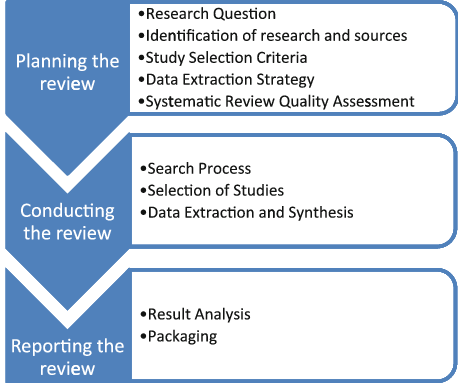 Planning the
review
•Research Question
•Identification of research and sources
•Study Selection Criteria
•Data Extraction Strategy
•Systematic Review Quality Assessment
Conducting
the review
•Search Process
•Selection of Studies
•Data Extraction and Synthesis
Reporting the
review
•Result Analysis
•Packaging